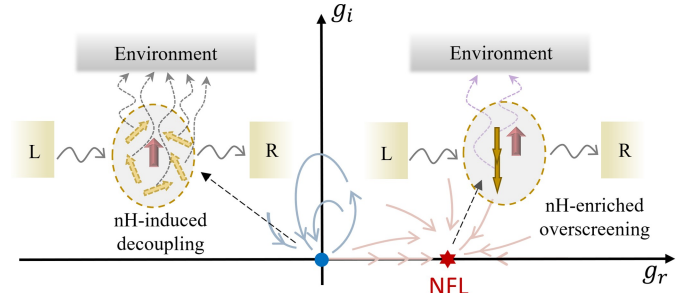 g_i
Environment
Environment
L
R
L
R
nH-induced
decoupling
nH-enriched
overscreening
NFL
g_r